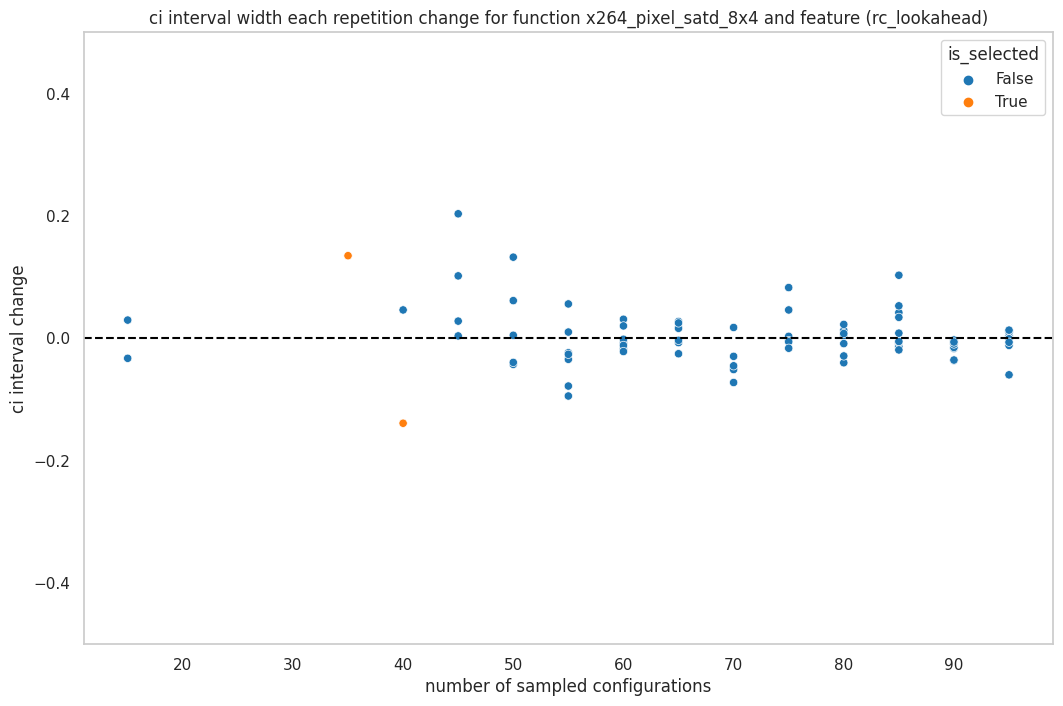 ci interval width each repetition change for function x264_pixel_satd_8x4 and feature (rc_lookahead)
is_selected
False
True
ci interval change
0.4
0.2
0.0
−0.2
−0.4
20 30 40 50 60 70 80 90
number of sampled configurations